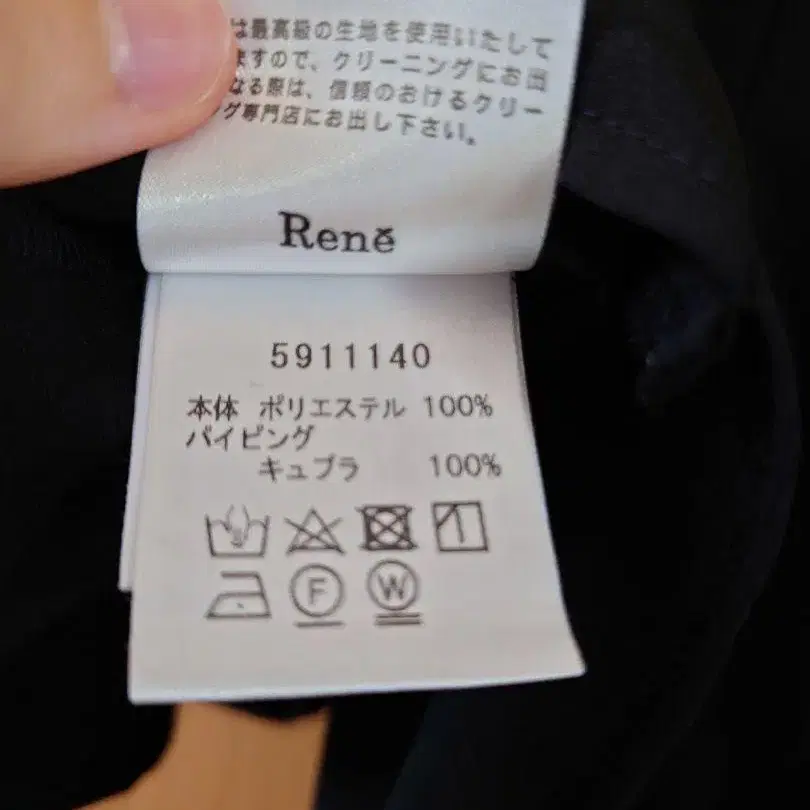 は最高級の生地を使用いたして
ますので、クリーニングにお出
なる際は、信頼のおけるクリー
グ専門店にお出し下さい。
Renĕ
5911140
本体 ポリエステル 100%
パイピング
キュプラ 100%
F W